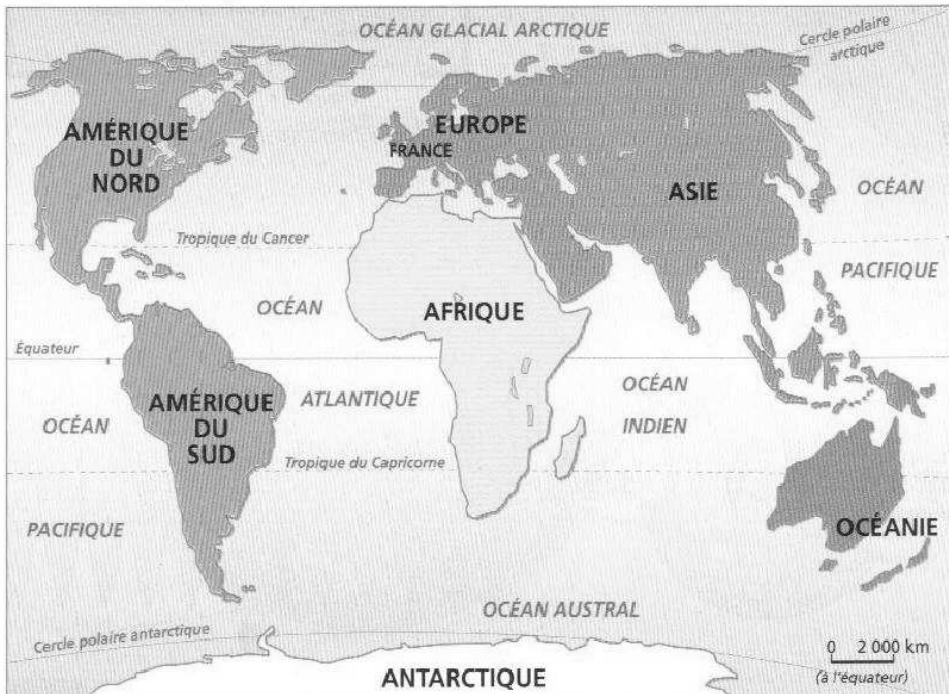 OCÉAN GLACIAL ARCTIQUE
Cercle polaire
arctique
AMÉRIQUE
DU
NORD
EUROPE
FRANCE
ASIE
OCÉAN
PACIFIQUE
Tropique du Cancer
OCÉAN
AFRIQUE
Équateur
ATLANTIQUE
OCÉAN
INDIEN
AMÉRIQUE
DU
SUD
OCÉAN
PACIFIQUE
Tropique du Capricorne
OCÉANIE
OCÉAN AUSTRAL
Cercle polaire antarctique
ANTARCTIQUE
0 2 000 km
(à l'équateur)